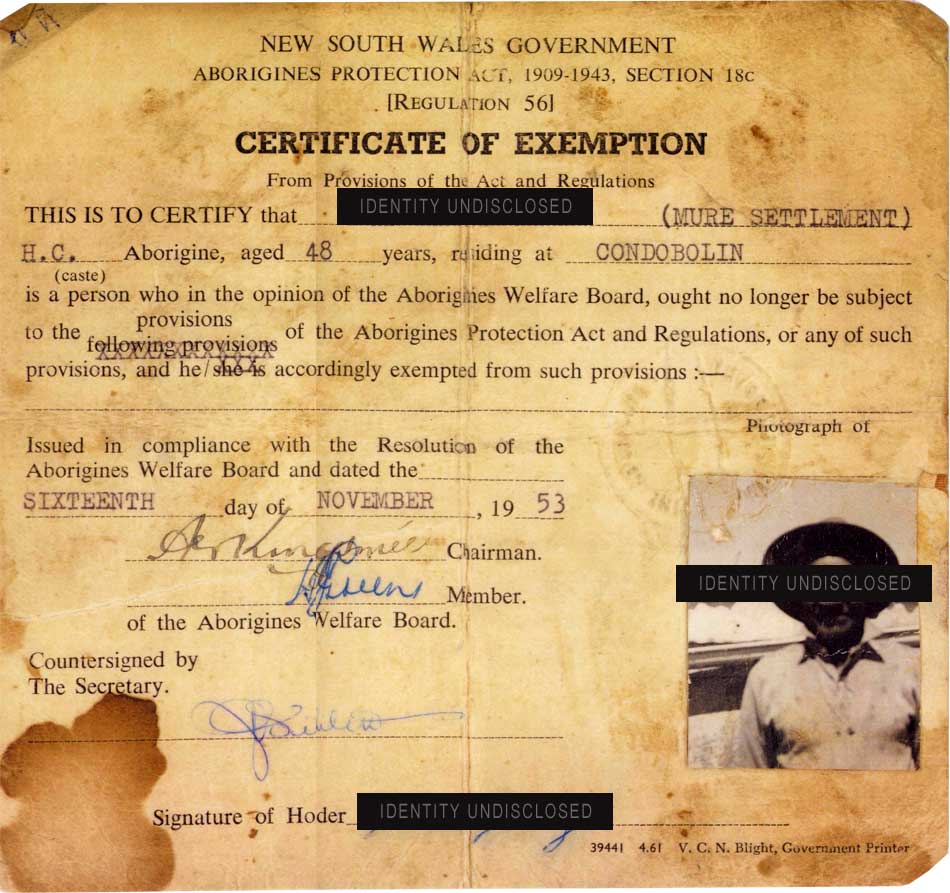 NEW SOUTH WALES GOVERNMENT
ABORIGINES PROTECTION ACT, 1909-1943, SECTION 18c
[REGULATION 56]
CERTIFICATE OF EXEMPTION
From Provisions of the Act and Regulations
THIS IS TO CERTIFY that IDENTITY UNDISCLOSED (MURE SETTLEMENT)
H.C. Aborigine, aged 48 years, residing at CONDOBOLIN
(caste)
is a person who in the opinion of the Aborigines Welfare Board, ought no longer be subject
to the provisions following provisions of the Aborigines Protection Act and Regulations, or any of such
provisions, and he/she is accordingly exempted from such provisions :—
Photograph of
Issued in compliance with the Resolution of the
Aborigines Welfare Board and dated the
SIXTEENTH day of NOVEMBER, 19 53
Chairman.
IDENTITY UNDISCLOSED
Member.
of the Aborigines Welfare Board.
Countersigned by
The Secretary.
Signature of Hoder IDENTITY UNDISCLOSED
39441 4.61 V. C. N. Blight, Government Printer